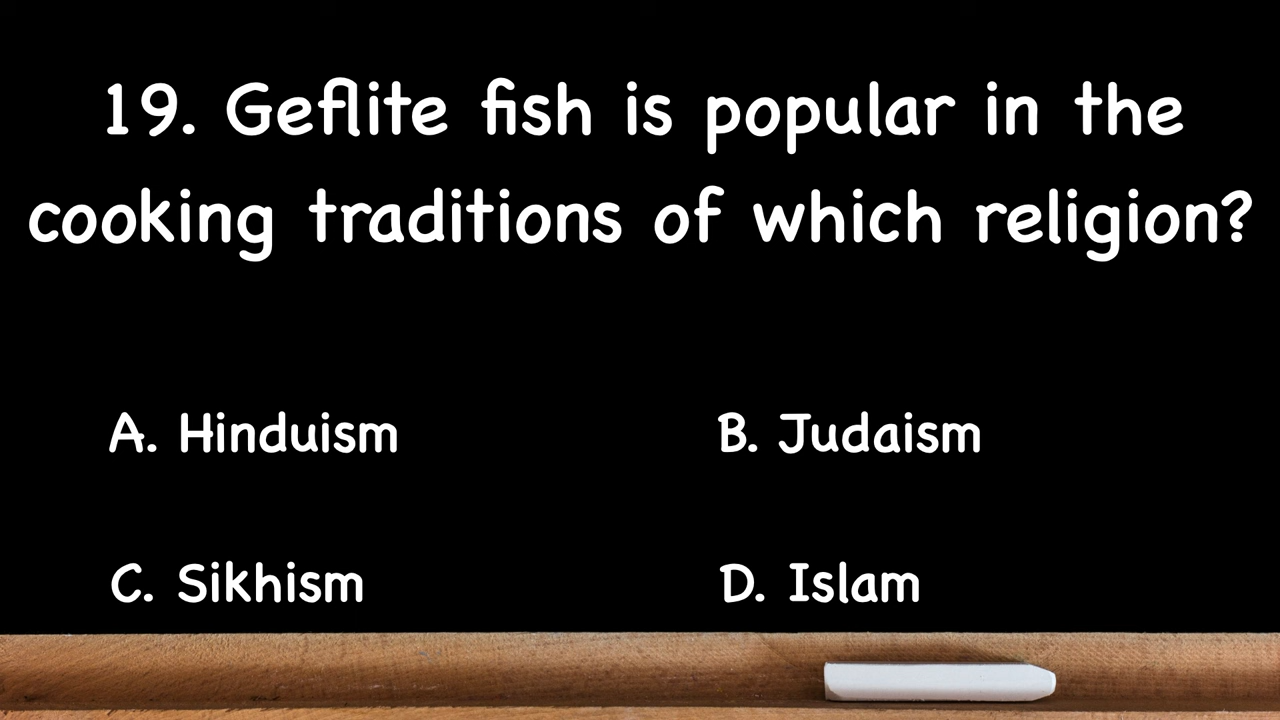 19. Geflite fish is popular in the
cooking traditions of which religion?
A. Hinduism
B. Judaism
C. Sikhism
D. Islam